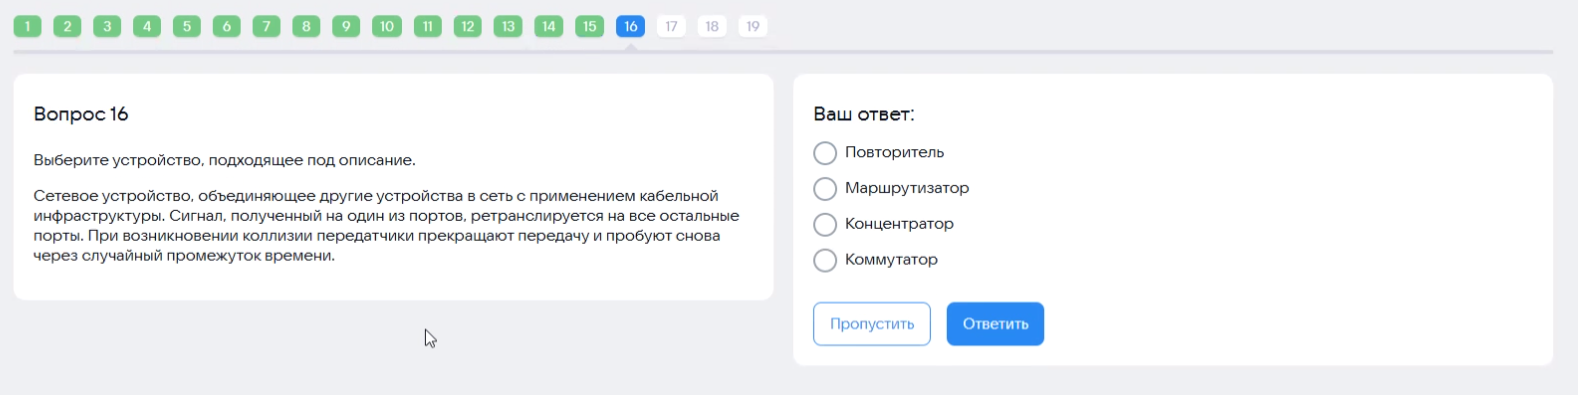 1 2 3 4 5 6 7 8 9 10 11 12 13 14 15 16 17 18 19
Вопрос 16
Выберите устройство, подходящее под описание.
Сетевое устройство, объединяющее другие устройства в сеть с применением кабельной
инфраструктуры. Сигнал, полученный на один из портов, ретранслируется на все остальные
порты. При возникновении коллизии передатчики прекращают передачу и пробуют снова
через случайный промежуток времени.
Ваш ответ:
Повторитель
Маршрутизатор
Концентратор
Коммутатор
Пропустить Ответить